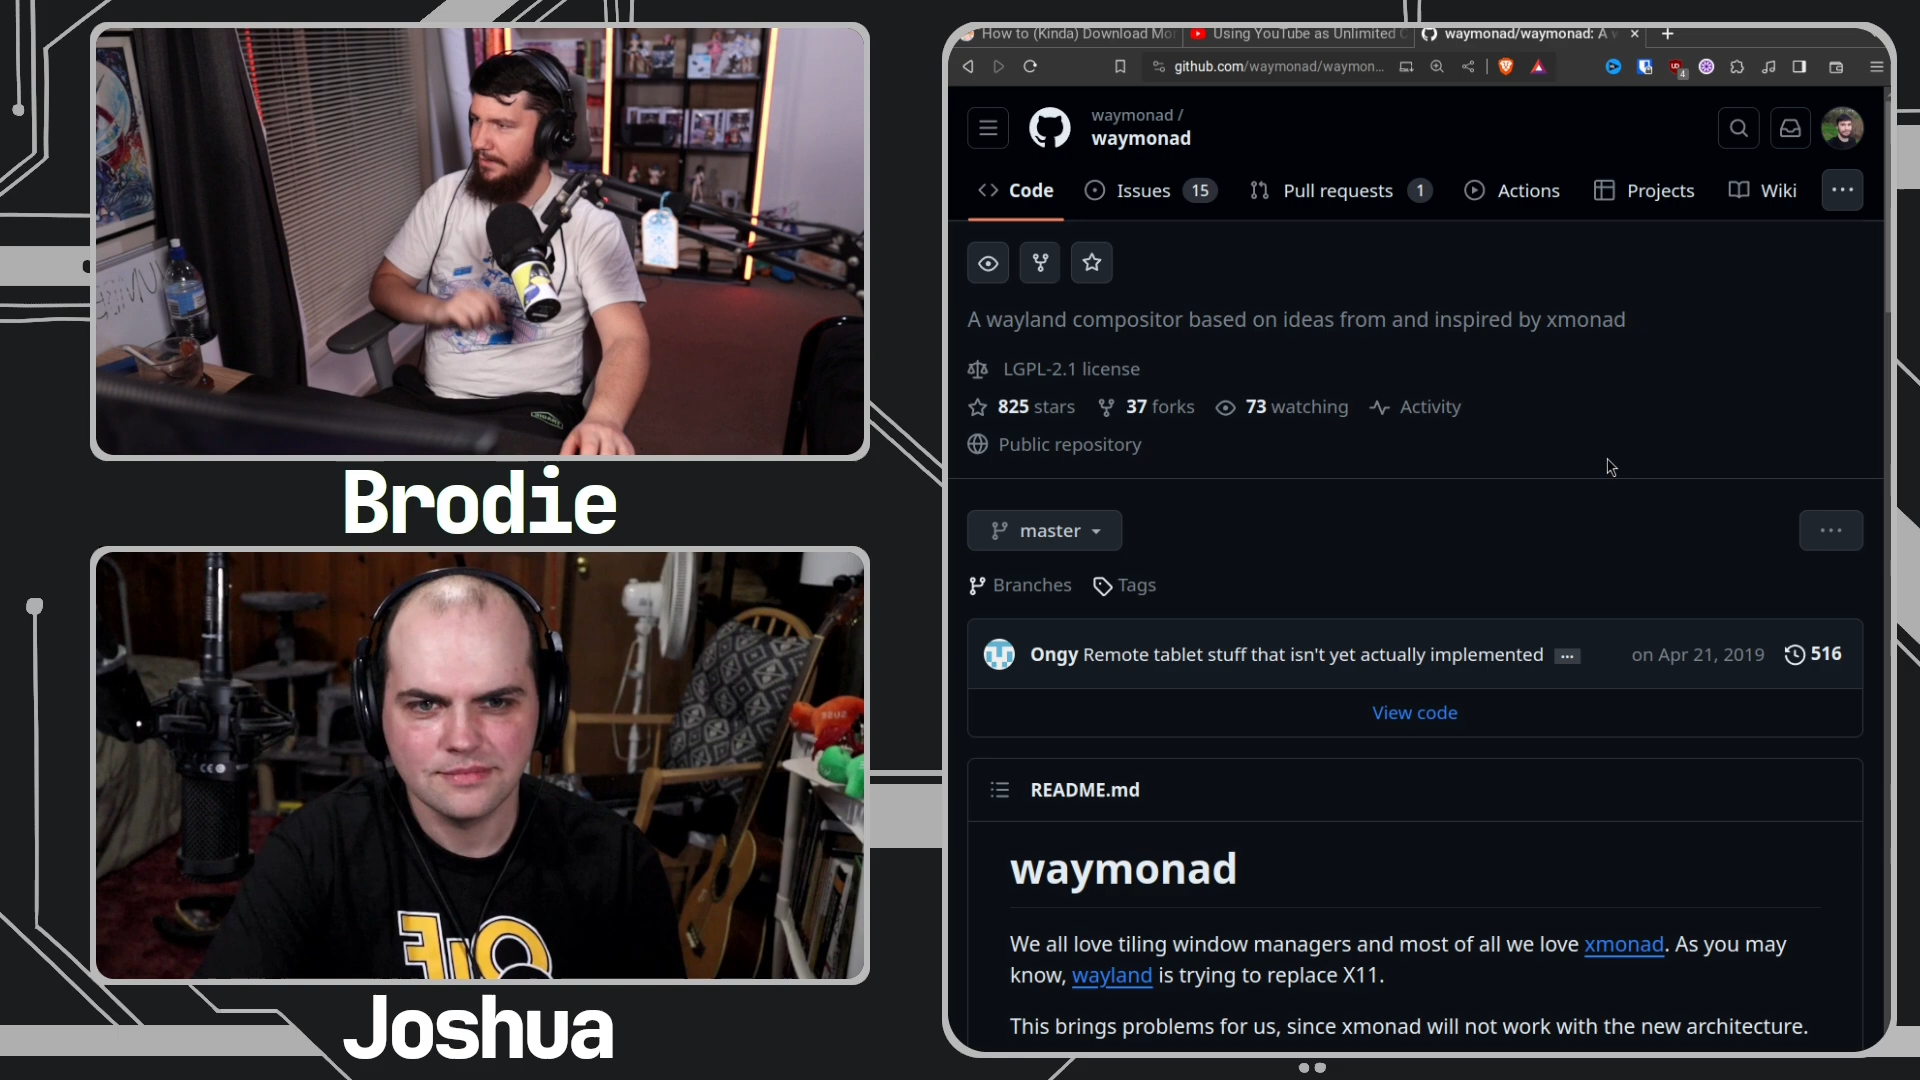 Brodie
Joshua
How to (Kinda) Download Mo
Using YouTube as Unlimited C
waymonad/waymonad: A w
github.com/waymonad/waymon...
4
waymonad /
waymonad
Code
Issues 15
Pull requests 1
Actions
Projects
Wiki
A wayland compositor based on ideas from and inspired by xmonad
LGPL-2.1 license
825 stars
37 forks
73 watching
Activity
Public repository
master
Branches
Tags
Ongy Remote tablet stuff that isn't yet actually implemented ... on Apr 21, 2019 516
View code
README.md
waymonad
We all love tiling window managers and most of all we love xmonad. As you may
know, wayland is trying to replace X11.
This brings problems for us, since xmonad will not work with the new architecture.